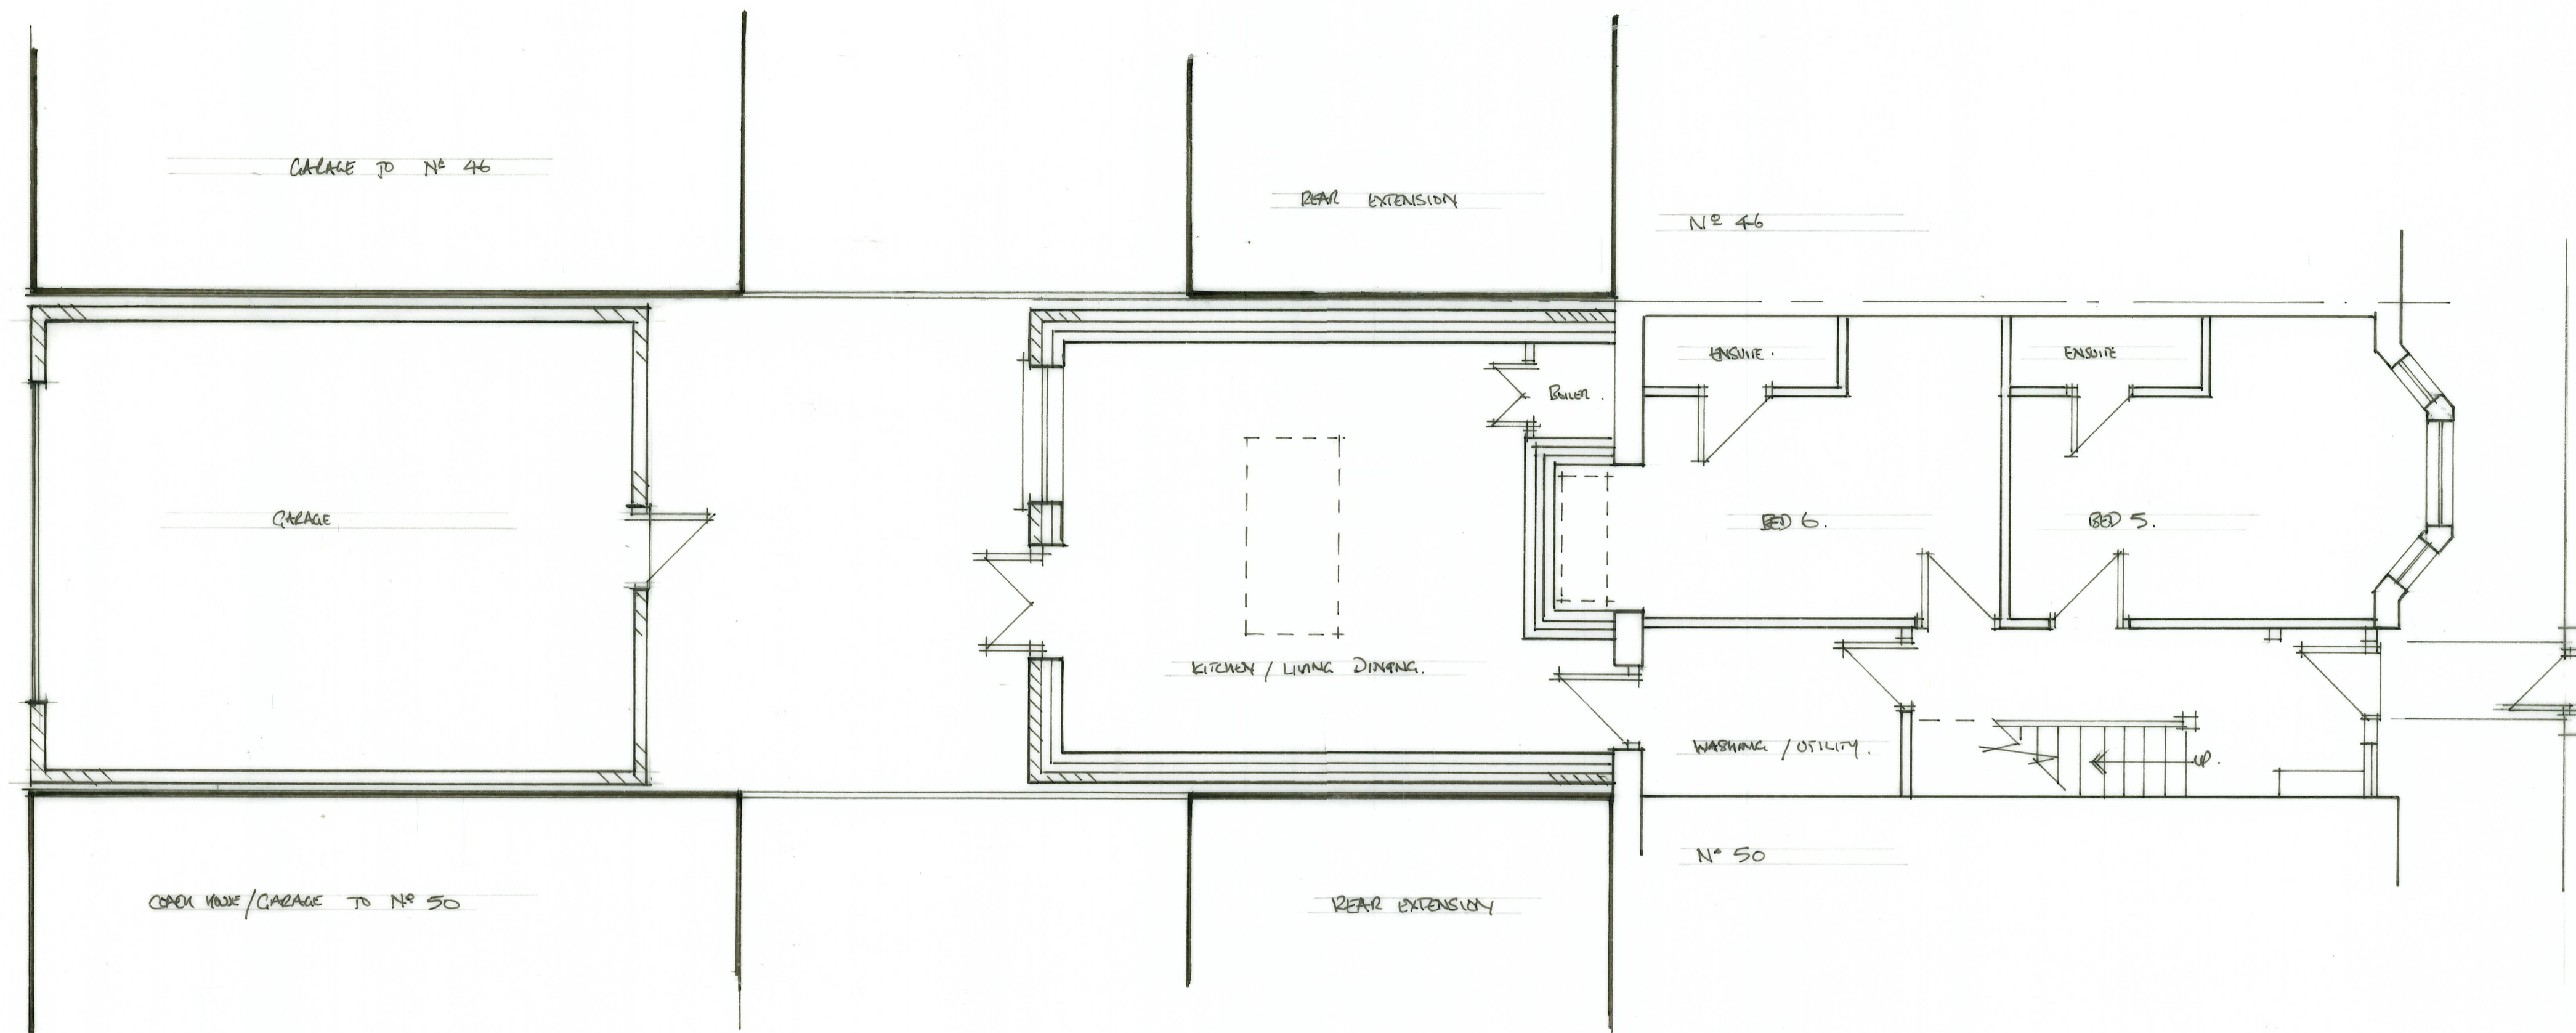 GARAGE TO Nº 46
REAR EXTENSION
Nº 46
ENSUITE.
ENSUITE
BOILER.
GARAGE
BED 6.
BED 5.
KITCHEN / LIVING DINING.
WASHING / UTILITY.
UP.
Nº 50
COACH HOUSE/GARAGE TO Nº 50
REAR EXTENSION